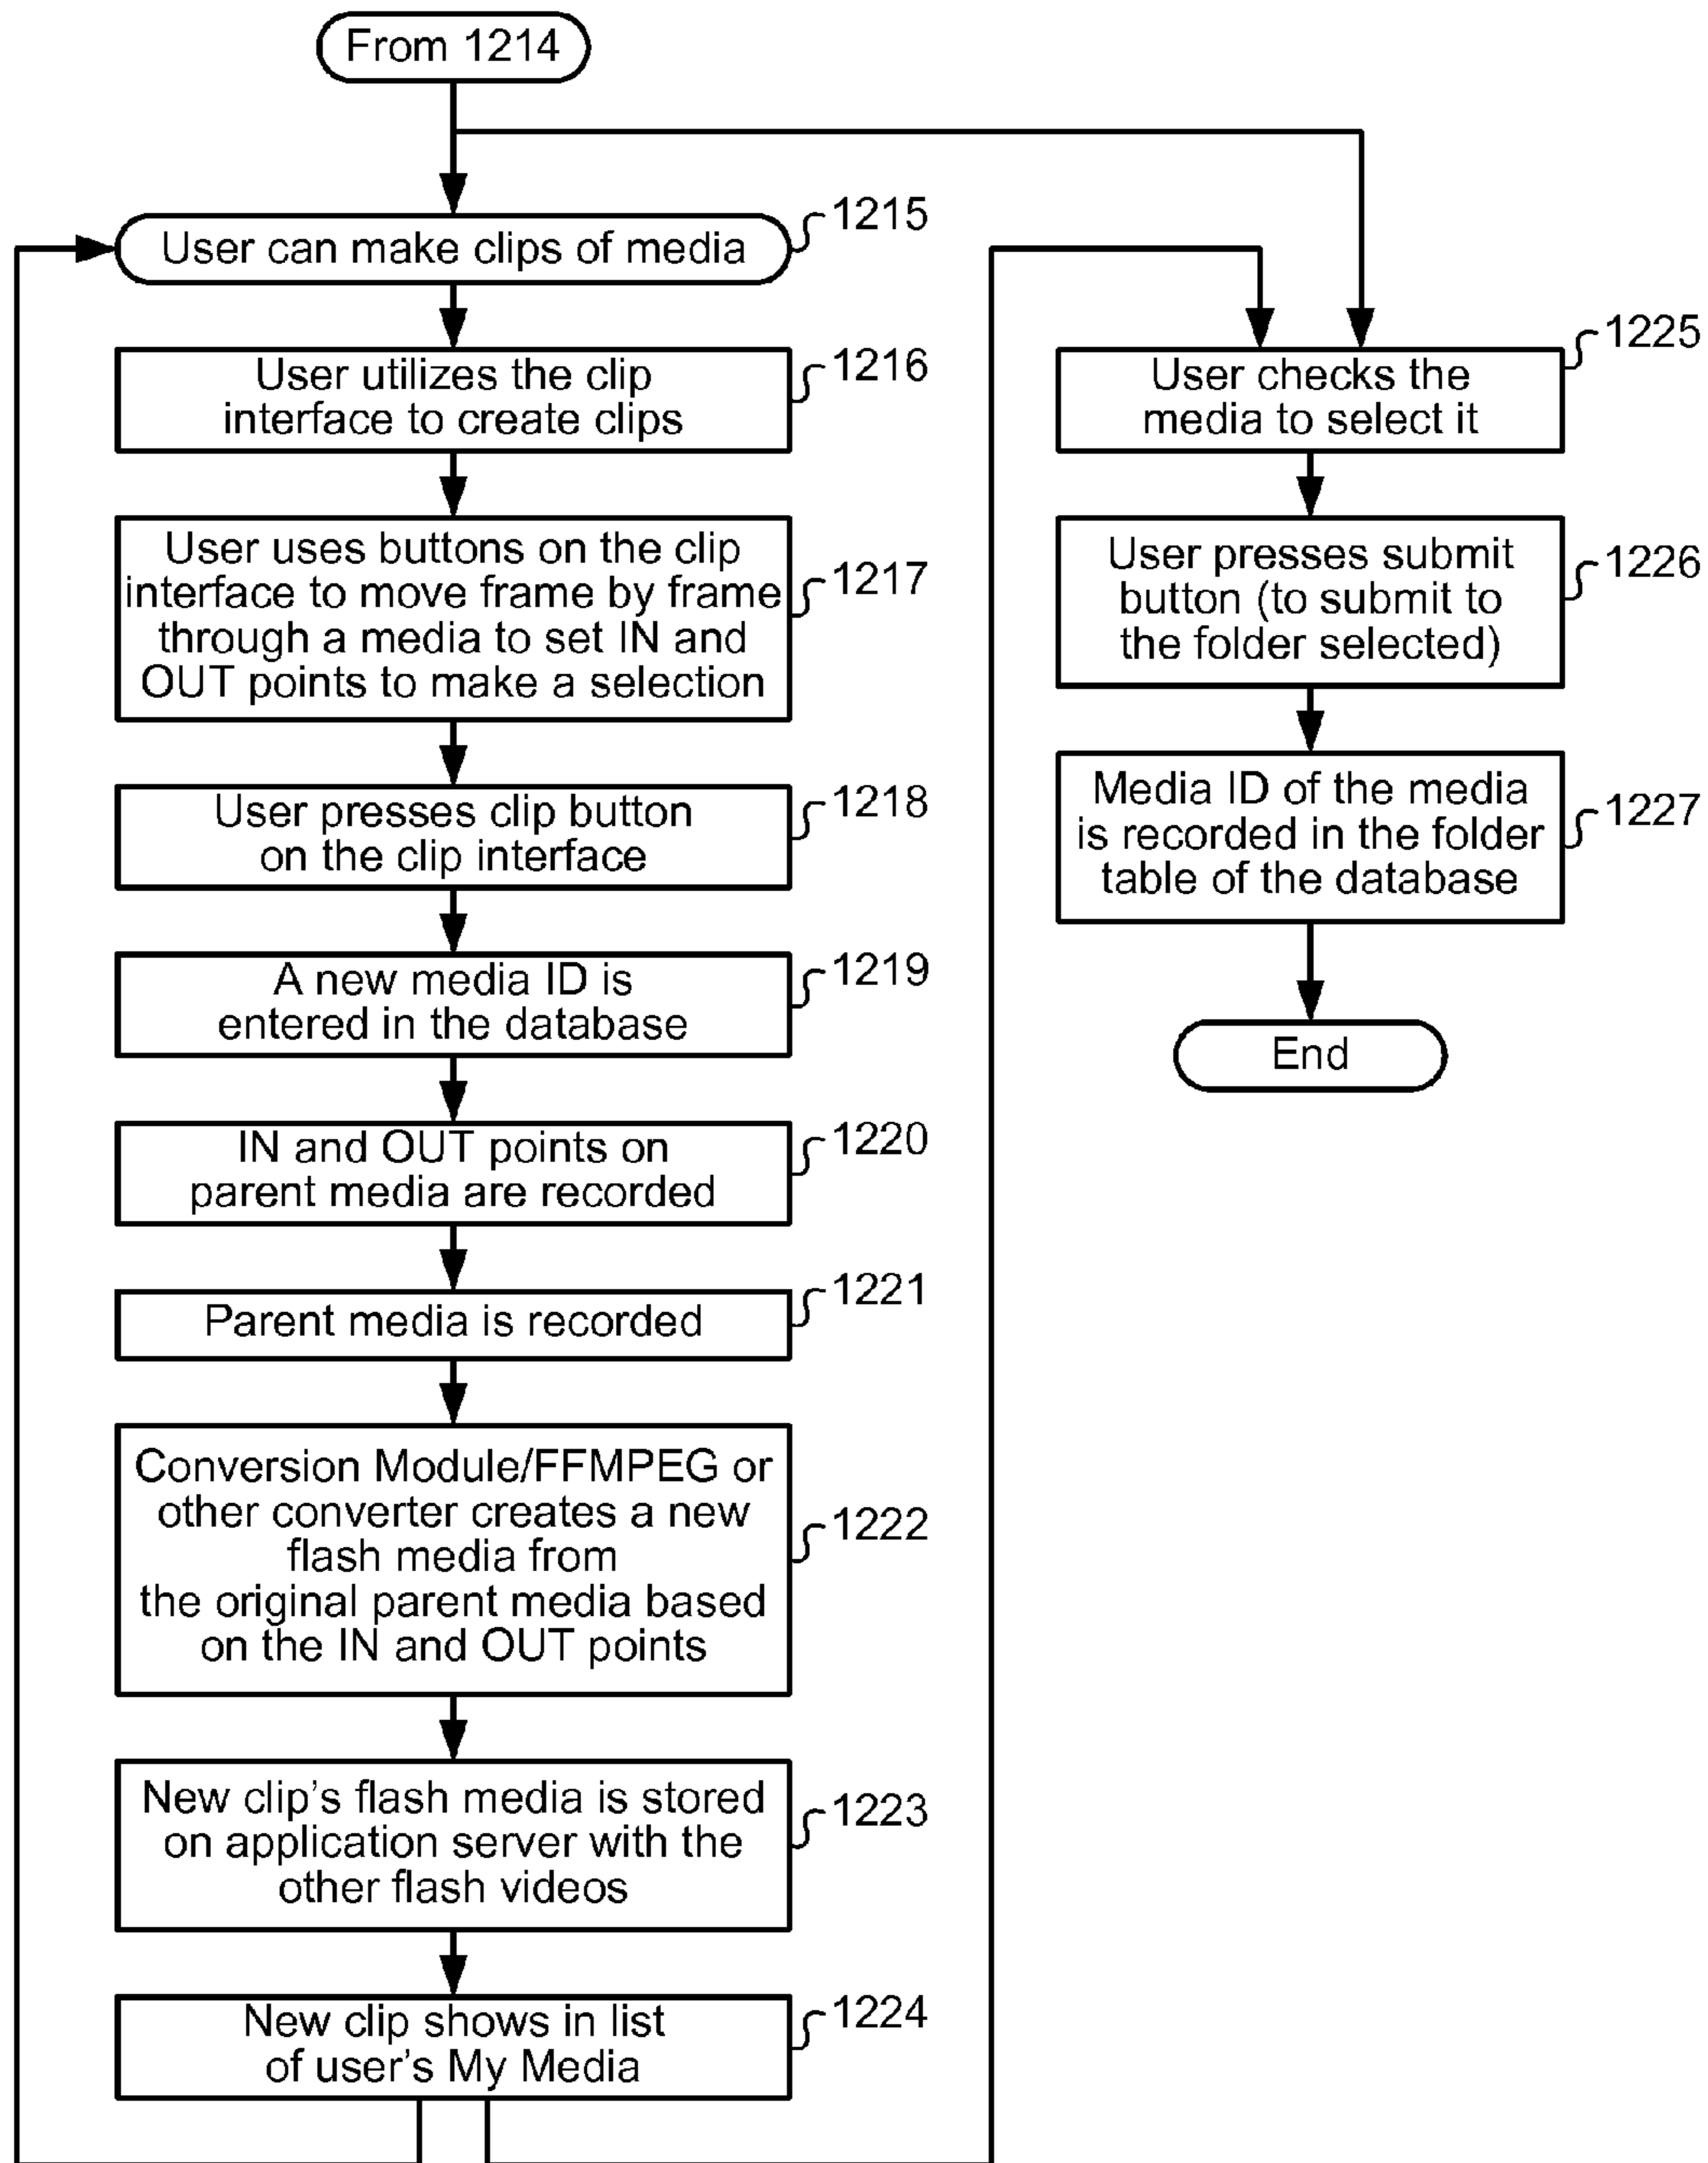 From 1214
User can make clips of media
1215
User utilizes the clip
interface to create clips
1216
User uses buttons on the clip
interface to move frame by frame
through a media to set IN and
OUT points to make a selection
1217
User presses clip button
on the clip interface
1218
A new media ID is
entered in the database
1219
IN and OUT points on
parent media are recorded
1220
Parent media is recorded
1221
Conversion Module/FFMPEG or
other converter creates a new
flash media from
the original parent media based
on the IN and OUT points
1222
New clip's flash media is stored
on application server with the
other flash videos
1223
New clip shows in list
of user's My Media
1224
User checks the
media to select it
1225
User presses submit
button (to submit to
the folder selected)
1226
Media ID of the media
is recorded in the folder
table of the database
1227
End